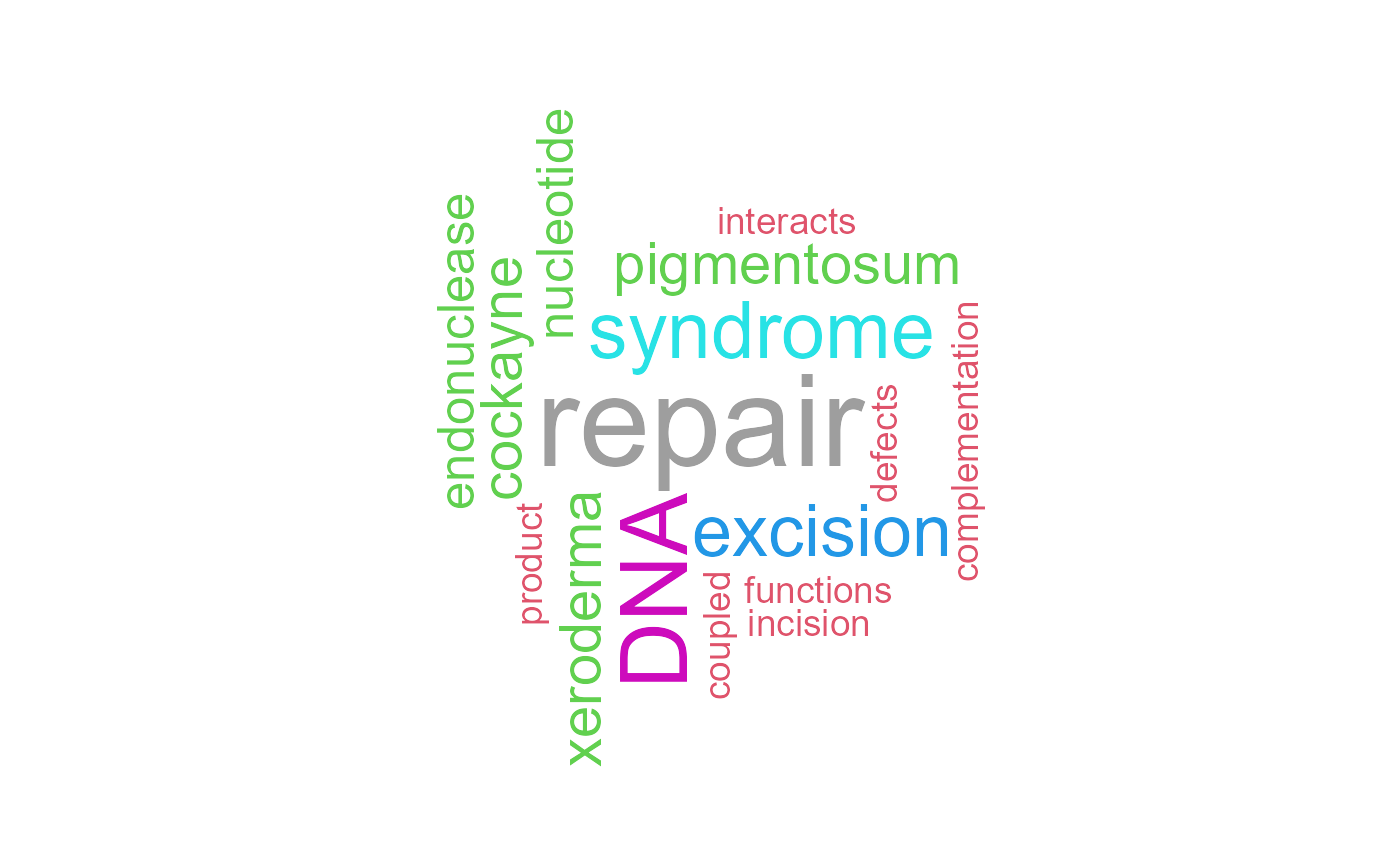 nucleotide
endonuclease
interacts
pigmentosum
cockayne
syndrome
complementation
repair
defects
product
xeroderma
DNA
excision
coupled
functions
incision